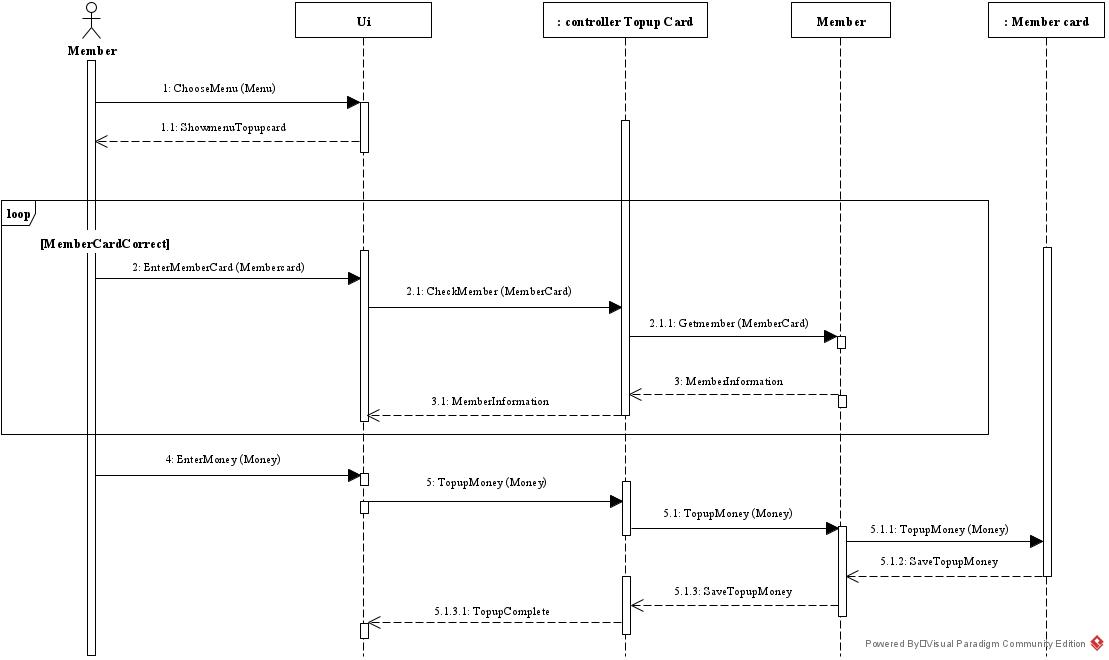 Ui
: controller Topup Card
Member
: Member card
Member
1: ChooseMenu (Menu)
1.1: ShowmenuTopupcard
loop
[MemberCardCorrect]
2: EnterMemberCard (Membercard)
2.1: CheckMember (MemberCard)
2.1.1: Getmember (MemberCard)
3: MemberInformation
3.1: MemberInformation
4: EnterMoney (Money)
5: TopupMoney (Money)
5.1: TopupMoney (Money)
5.1.1: TopupMoney (Money)
5.1.2: SaveTopupMoney
5.1.3: SaveTopupMoney
5.1.3.1: TopupComplete
Powered By□Visual Paradigm Community Edition